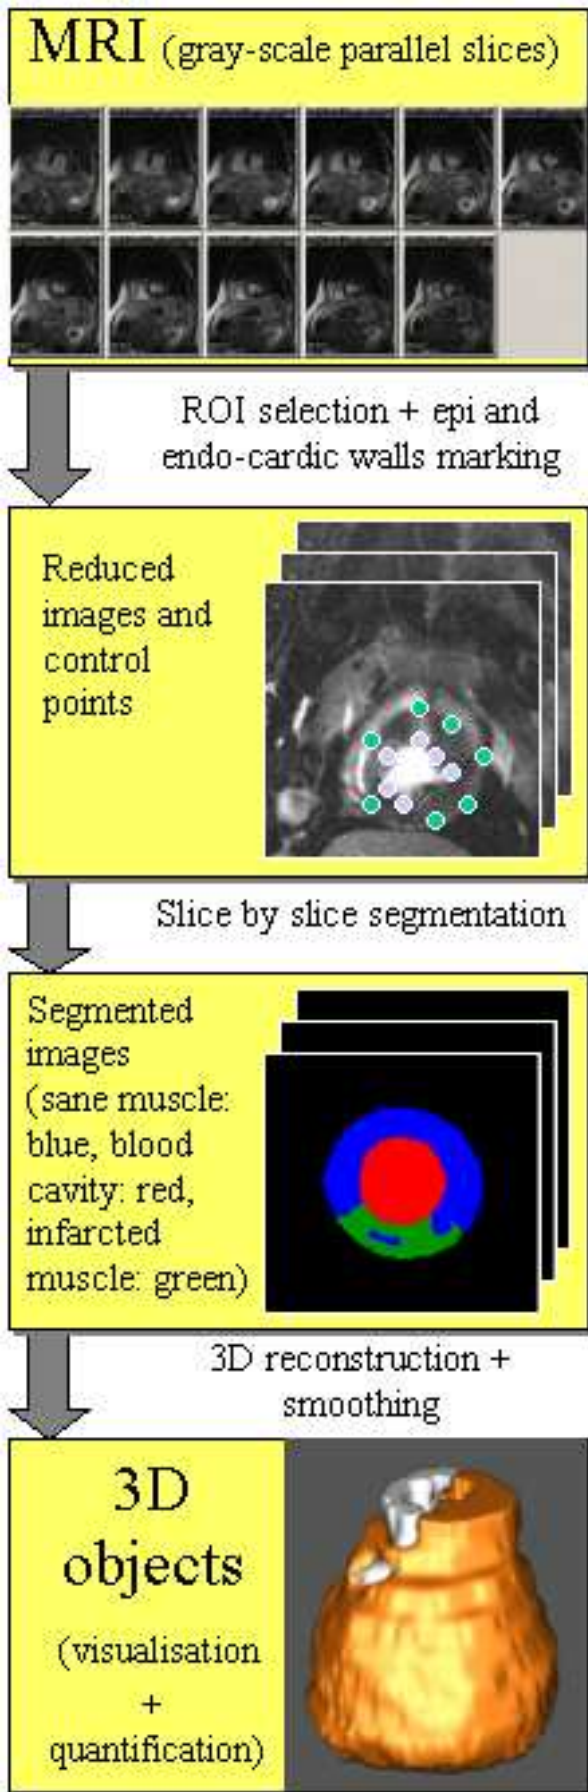 MRI (gray-scale parallel slices)
ROI selection + epi and
endo-cardic walls marking
Reduced
images and
control
points
Slice by slice segmentation
Segmented
images
(sane muscle:
blue, blood
cavity: red,
infarcted
muscle: green)
3D reconstruction +
smoothing
3D
objects
(visualisation
+
quantification)